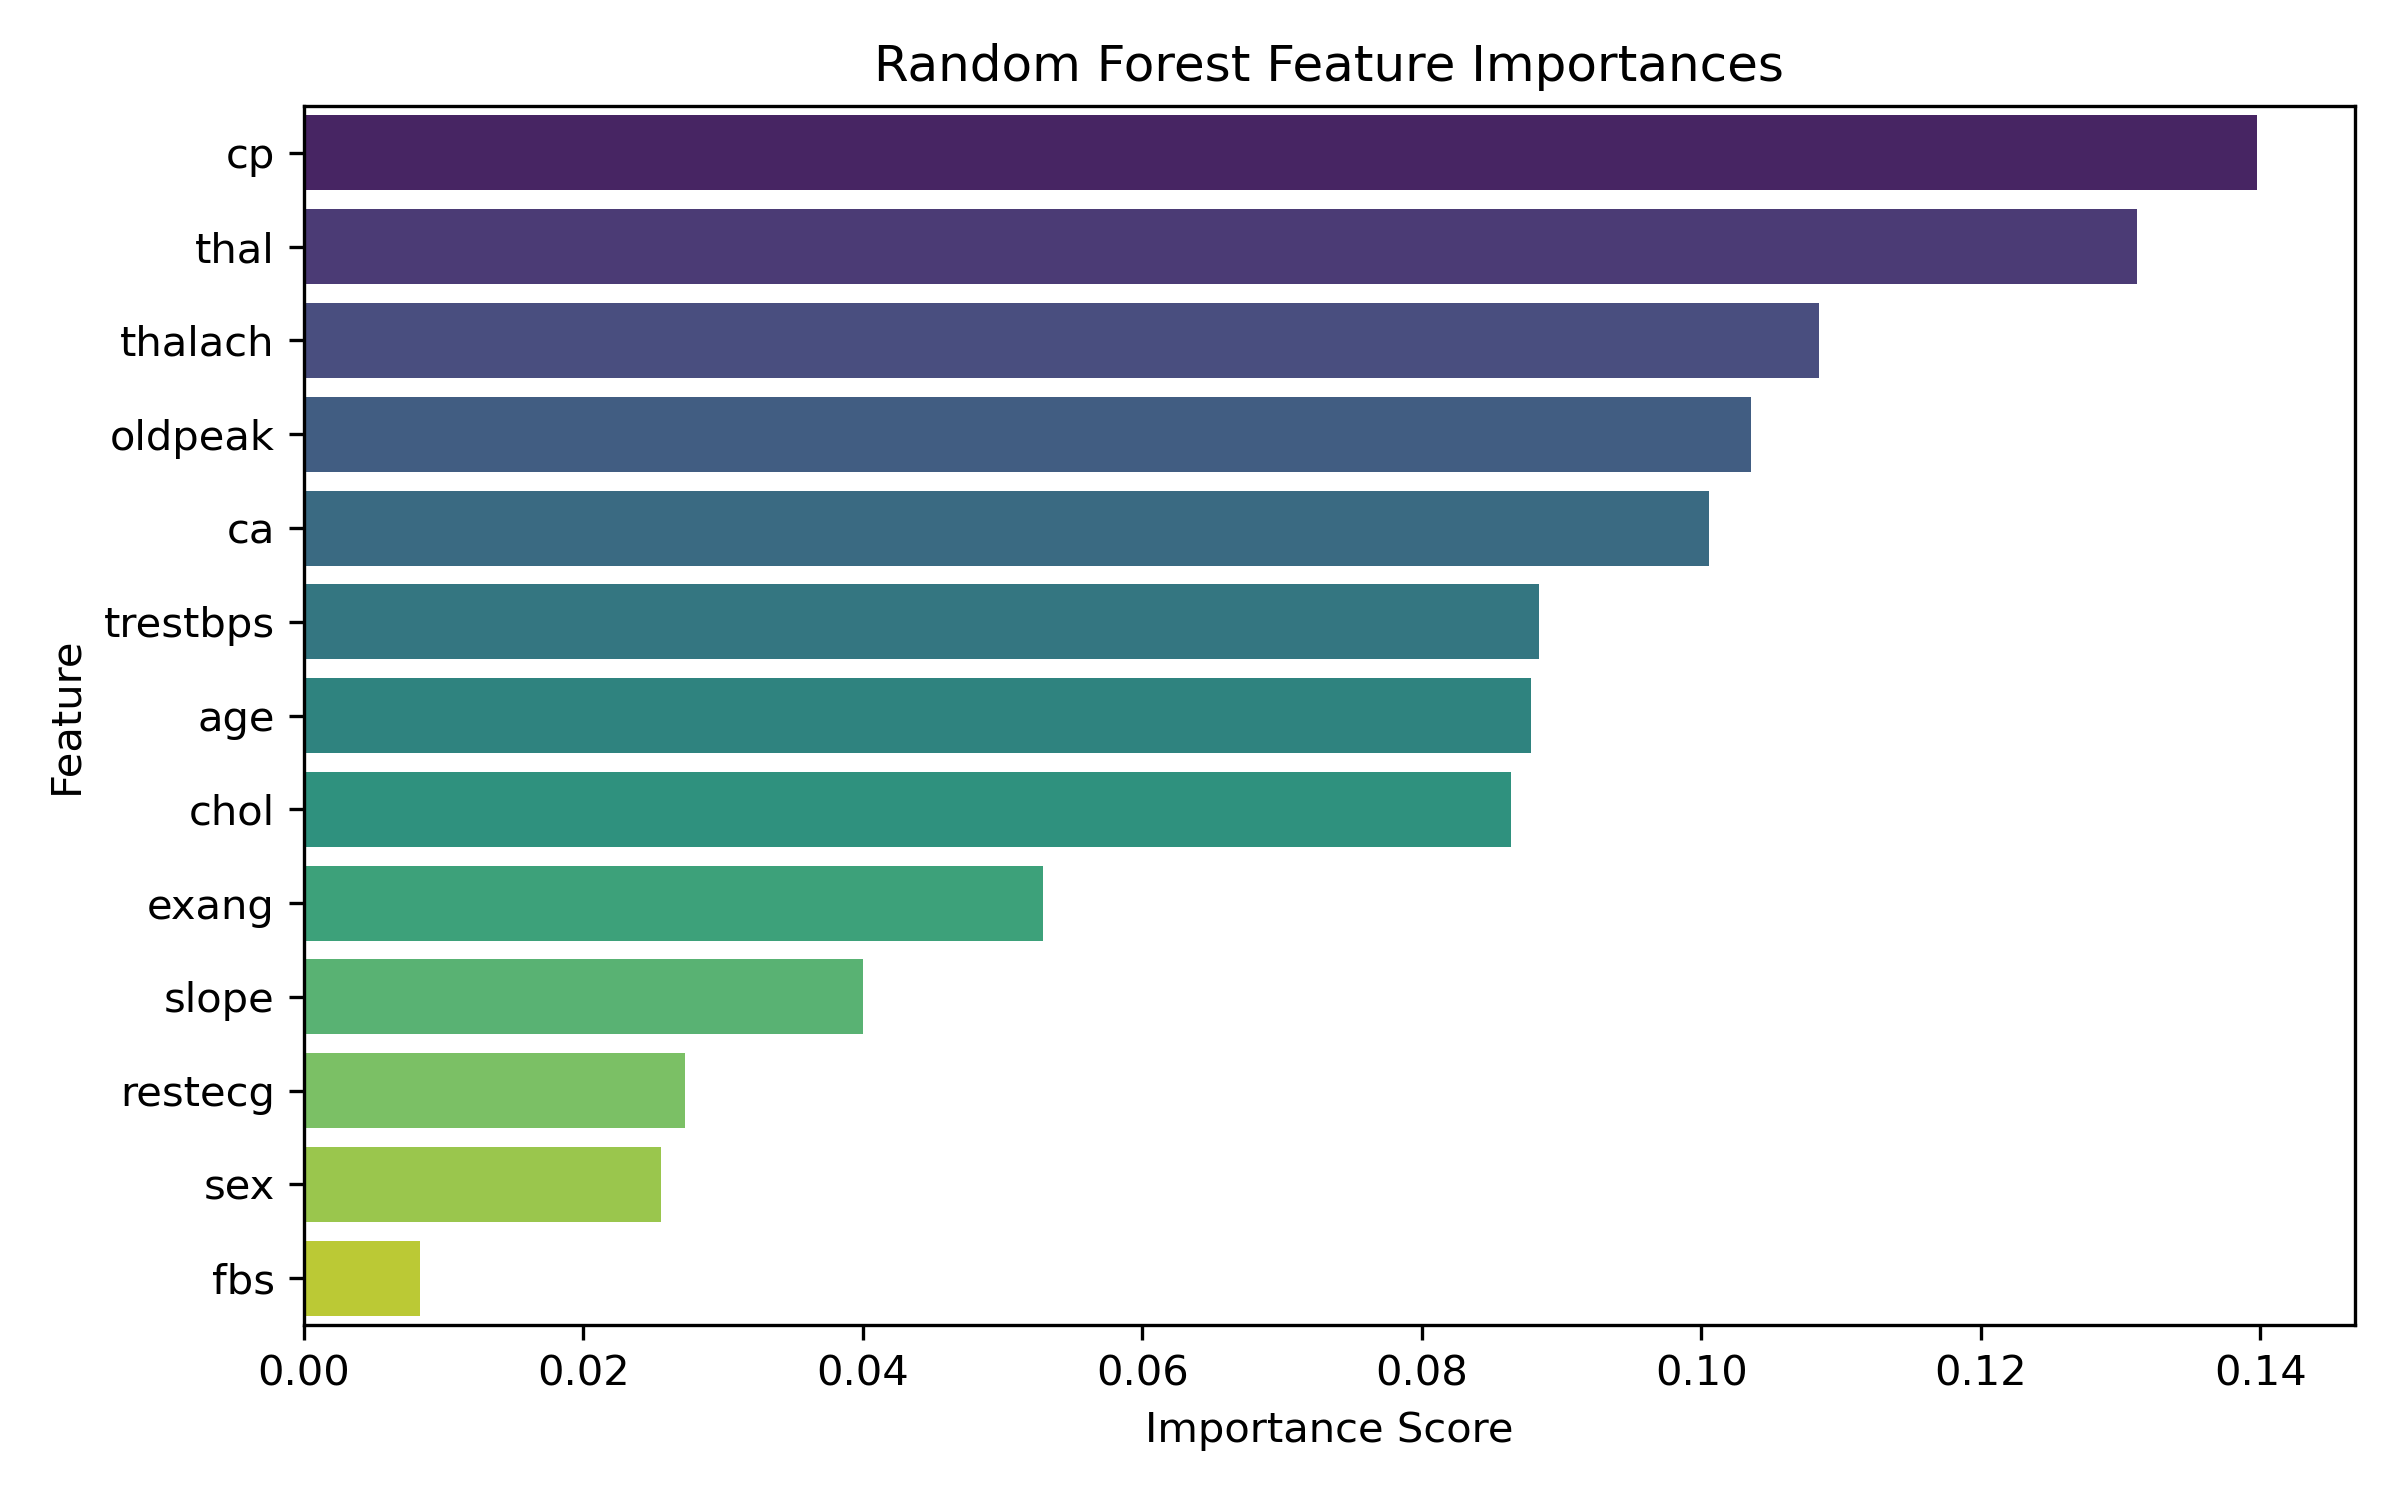 Random Forest Feature Importances
cp
thal
thalach
oldpeak
ca
trestbps
age
chol
exang
slope
restecg
sex
fbs
Feature
0.00 0.02 0.04 0.06 0.08 0.10 0.12 0.14
Importance Score